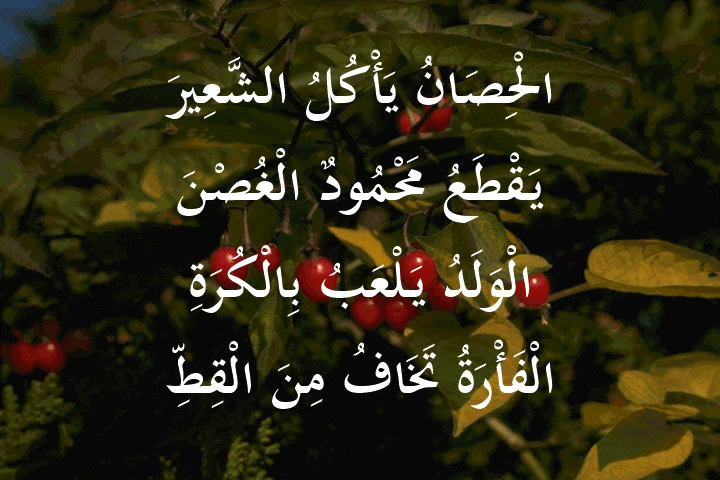 الْحِصَانُ يَأْكُلُ الشَّعِيرَ
يَقْطَعُ مَحْمُودٌ الْغُصْنَ
الْوَلَدُ يَلْعَبُ بِالْكُرَةِ
الْفَأْرَةُ تَخَافُ مِنَ الْقِطِّ